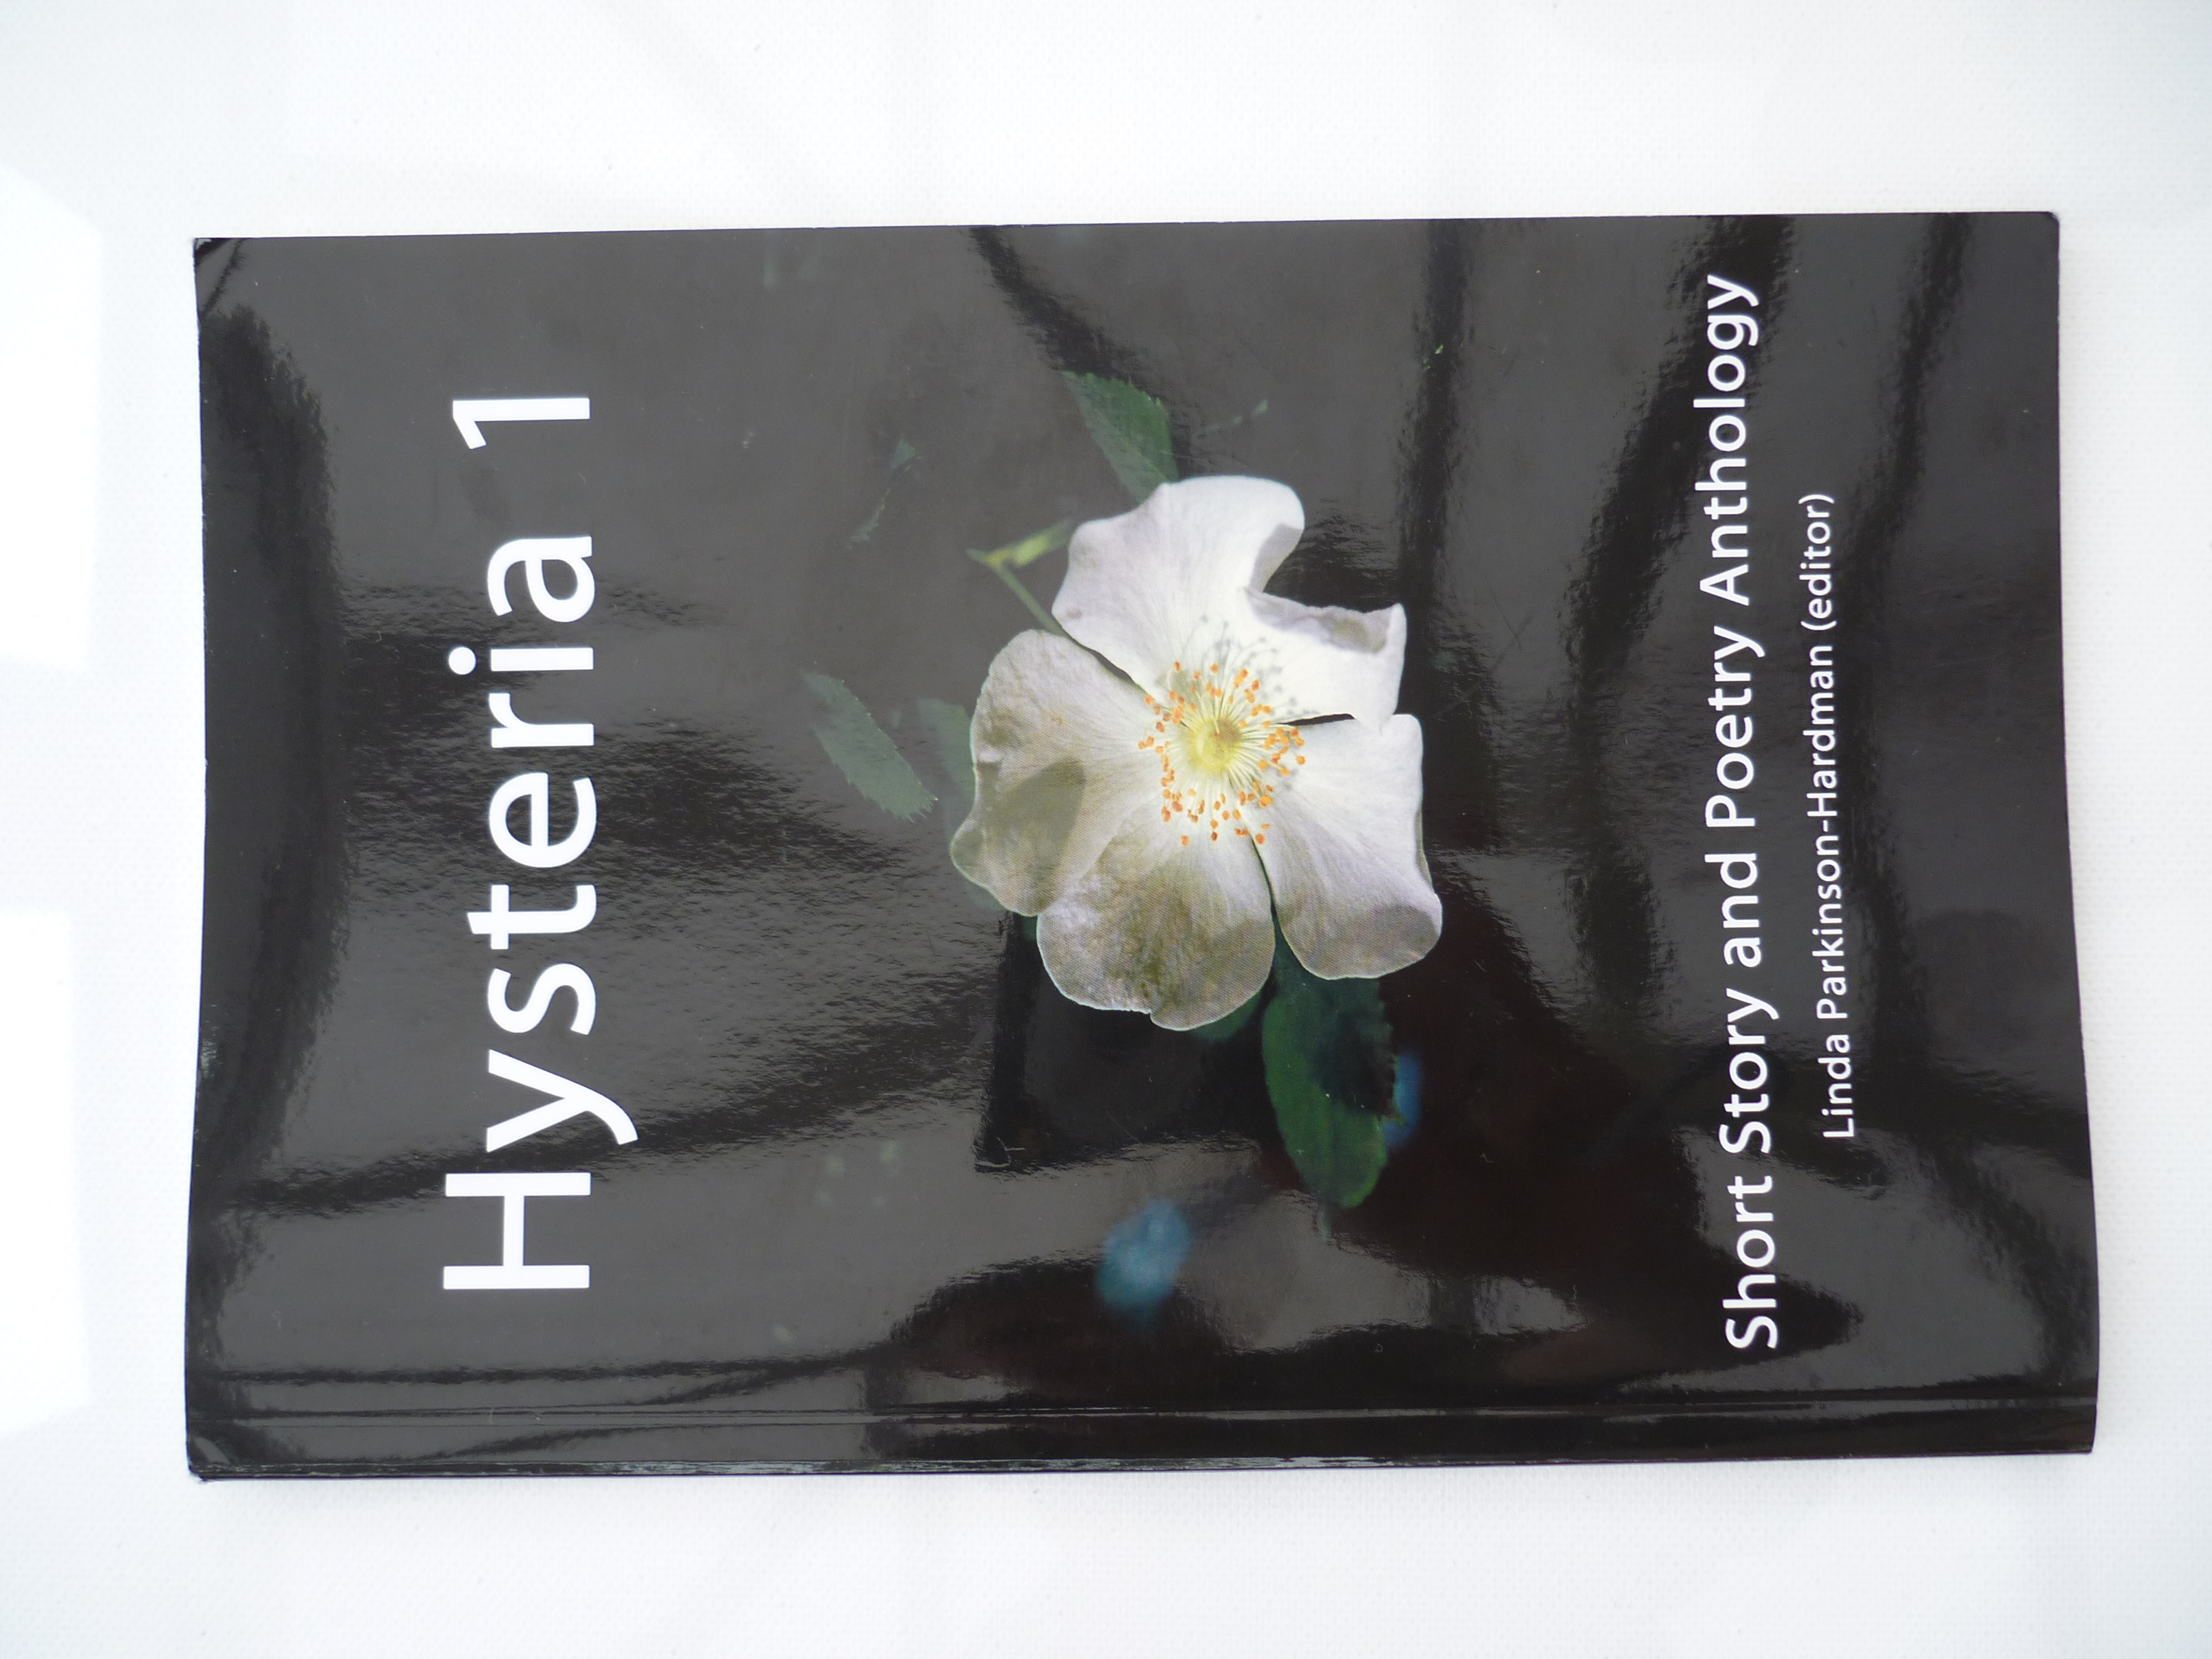 Hysteria 1
Short Story and Poetry Anthology
Linda Parkinson-Hardman (editor)